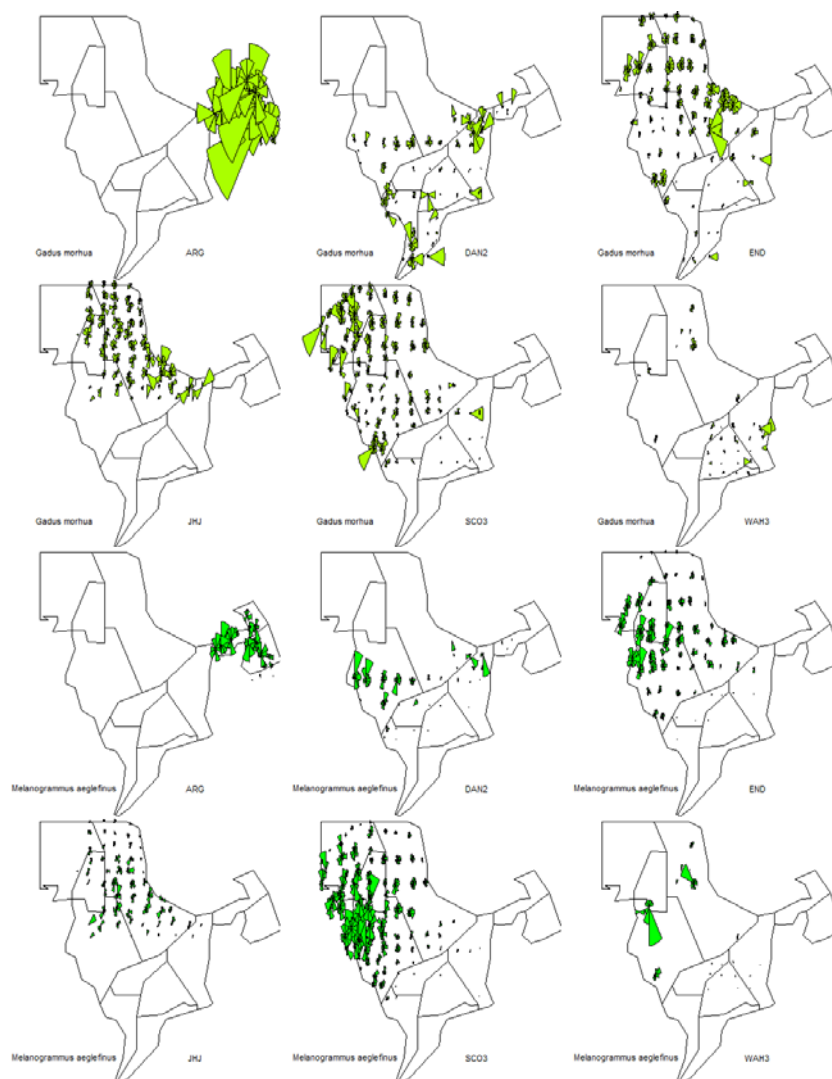 Gadus morhua ARG Gadus morhua DAN2 Gadus morhua END
Gadus morhua JHJ Gadus morhua SCO3 Gadus morhua WAH3
Melanogrammus aeglefinus ARG Melanogrammus aeglefinus DAN2 Melanogrammus aeglefinus END
Melanogrammus aeglefinus JHJ Melanogrammus aeglefinus SCO3 Melanogrammus aeglefinus WAH3